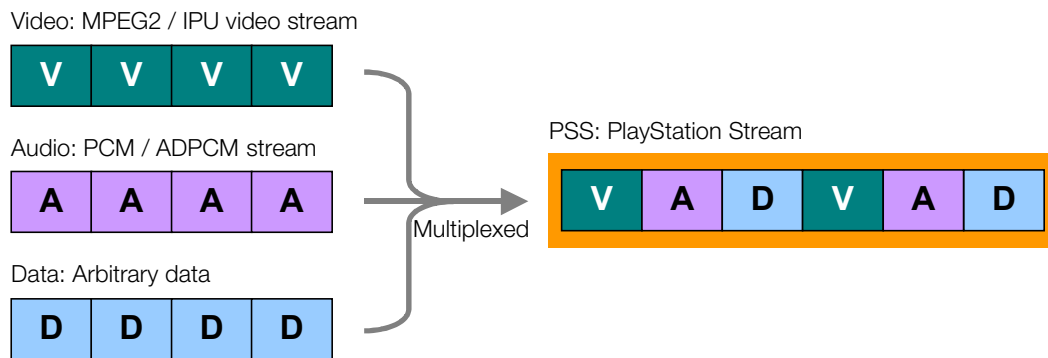 Video: MPEG2 / IPU video stream
V V V V
Audio: PCM / ADPCM stream
A A A A
Data: Arbitrary data
D D D D
Multiplexed
PSS: PlayStation Stream
V A D V A D